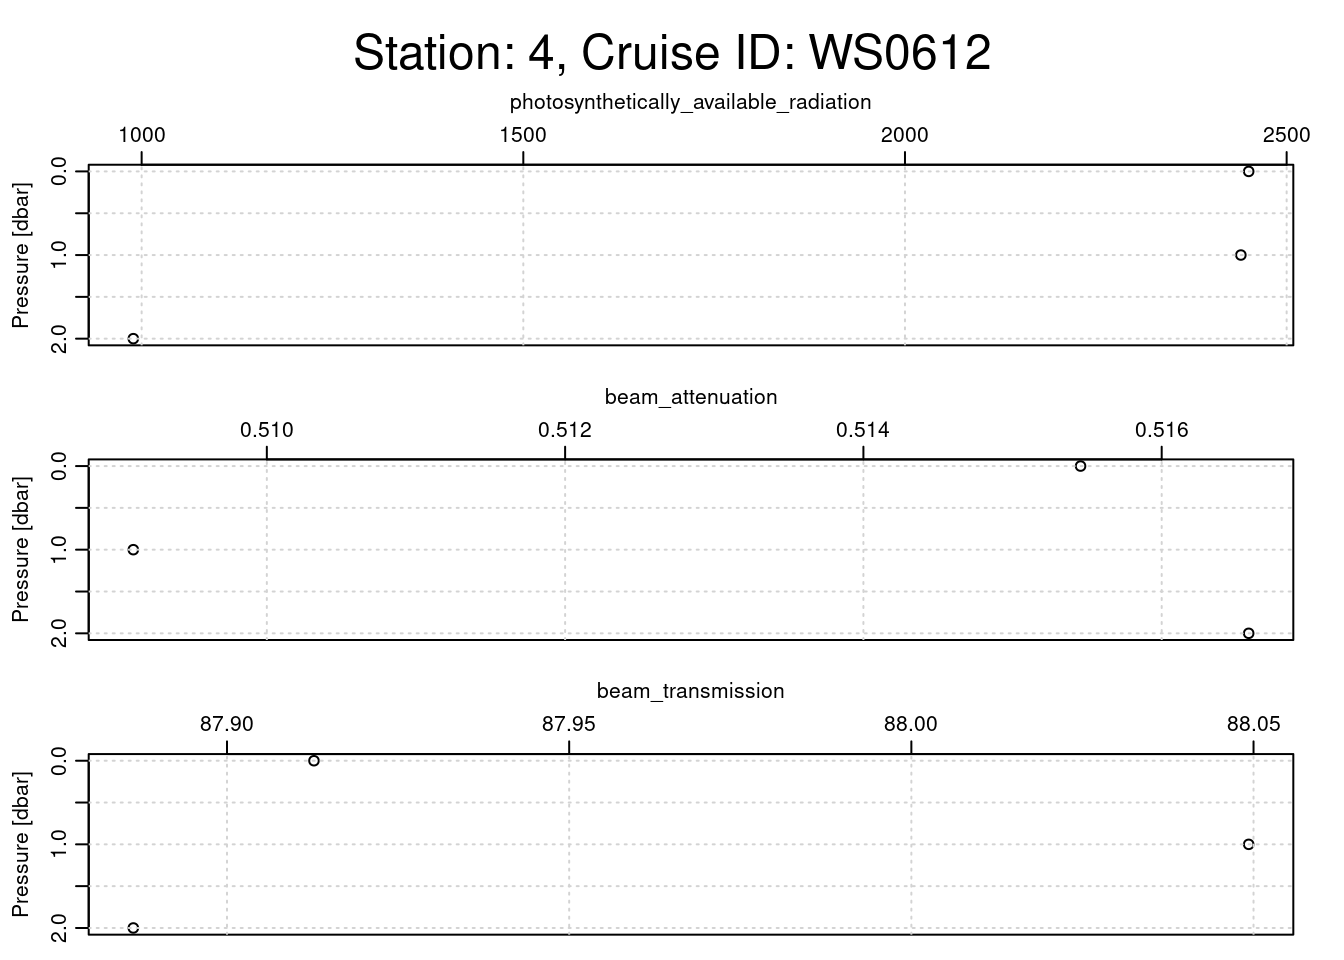 Station: 4, Cruise ID: WS0612
photosynthetically_available_radiation
1000 1500 2000 2500
Pressure [dbar]
0.0
1.0
2.0
beam_attenuation
0.510 0.512 0.514 0.516
Pressure [dbar]
0.0
1.0
2.0
beam_transmission
87.90 87.95 88.00 88.05
Pressure [dbar]
0.0
1.0
2.0